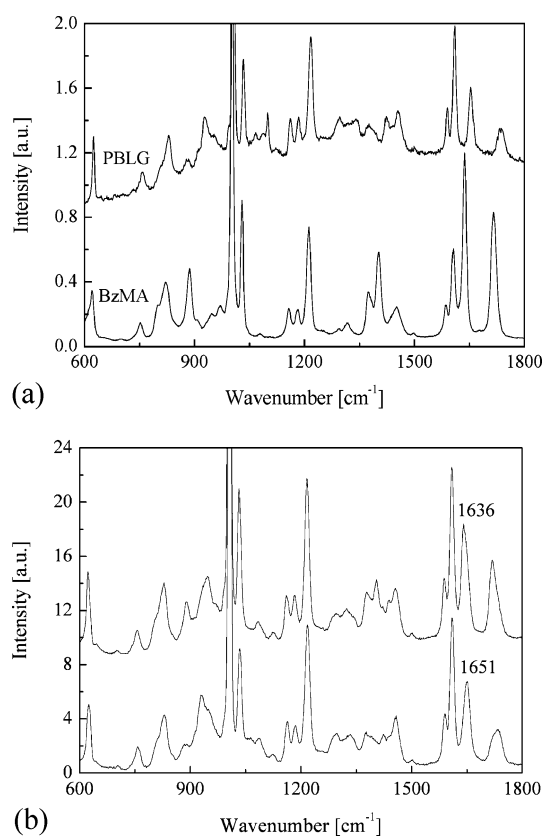 2.0
1.6
1.2
0.8
0.4
0.0
Intensity [a.u.]
PBLG
BzMA
600 900 1200 1500 1800
Wavenumber [cm⁻¹]
(a)
24
20
16
12
8
4
0
Intensity [a.u.]
1636
1651
600 900 1200 1500 1800
Wavenumber [cm⁻¹]
(b)